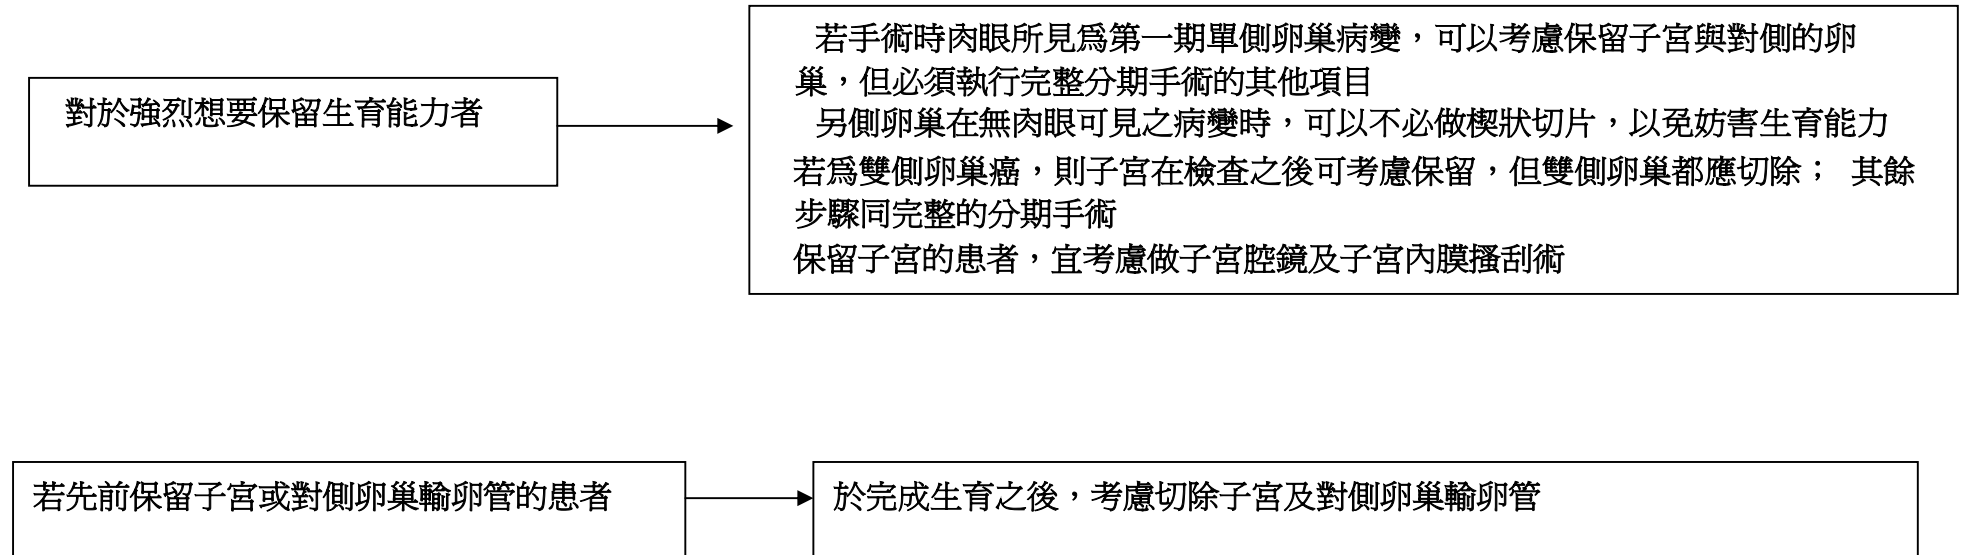 對於強烈想要保留生育能力者
若手術時肉眼所見為第一期單側卵巢病變，可以考慮保留子宮與對側的卵
巢，但必須執行完整分期手術的其他項目
另側卵巢在無肉眼可見之病變時，可以不必做楔狀切片，以免妨害生育能力
若為雙側卵巢癌，則子宮在檢查之後可考慮保留，但雙側卵巢都應切除； 其餘
步驟同完整的分期手術
保留子宮的患者，宜考慮做子宮腔鏡及子宮內膜搔刮術
若先前保留子宮或對側卵巢輸卵管的患者
於完成生育之後，考慮切除子宮及對側卵巢輸卵管